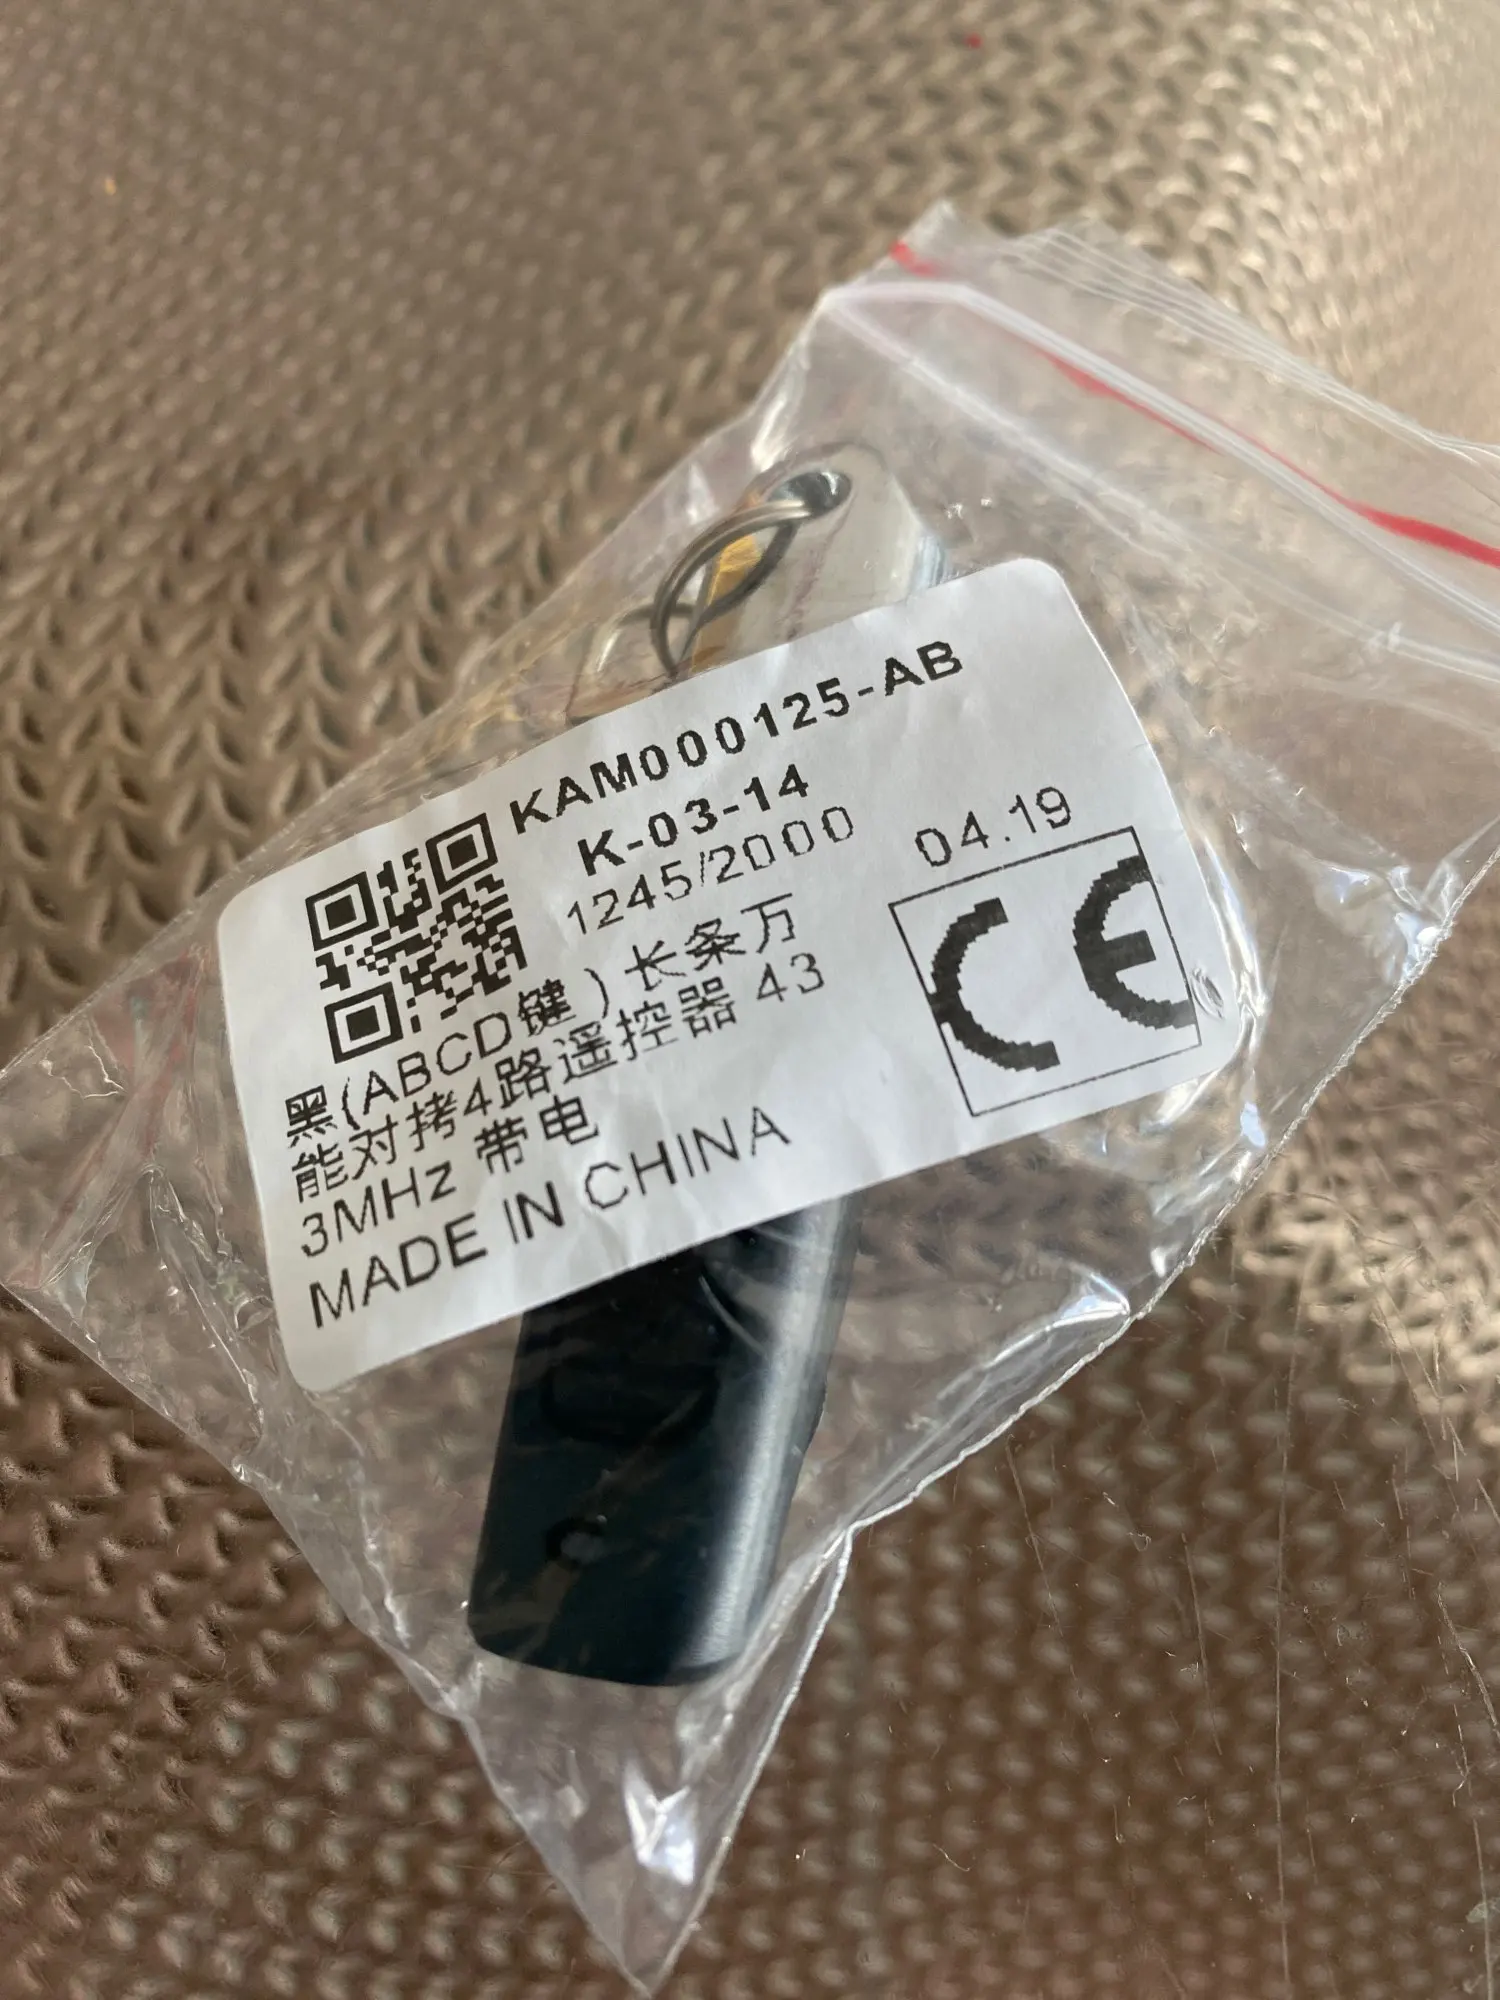 KAM000125-AB
K-03-14
1245/2000
04.19
黑(ABCD键)长条万
能对拷4路遥控器 43
3MHz 带电
MADE IN CHINA
CE